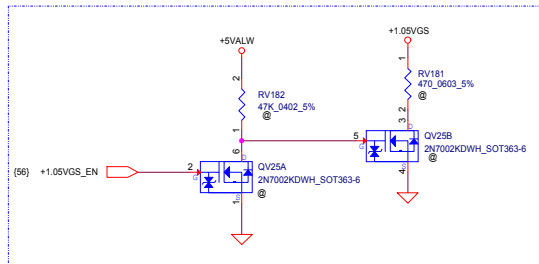 +5VALW
+1.05VGS
2
RV182
47K_0402_5%
@
1
1
RV181
470_0603_5%
@
2
3
D
5
G
QV25B
2N7002KDWH_SOT363-6
@
S
4
6
D
{56}
+1.05VGS_EN
2
G
QV25A
2N7002KDWH_SOT363-6
@
S
1